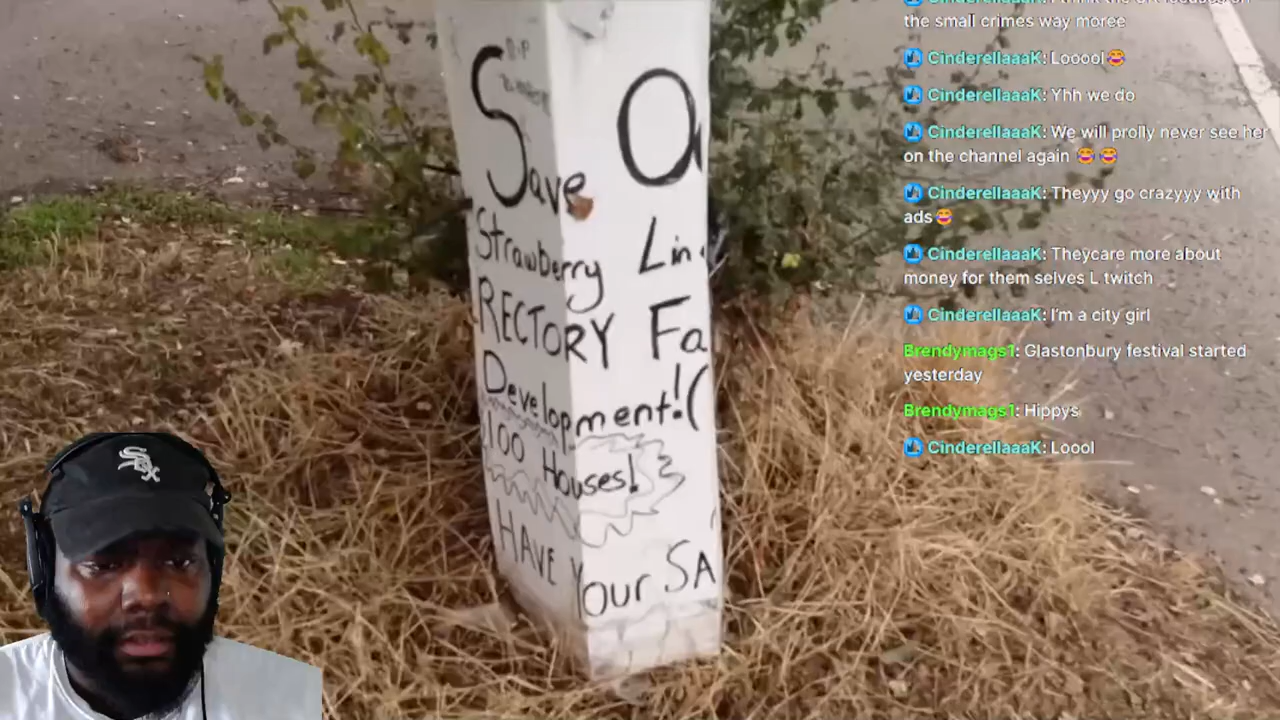 the small crimes way moree
CinderellaaaK: Looool😂
CinderellaaaK: Yhh we do
CinderellaaaK: We will prolly never see her
on the channel again 😂 😂
CinderellaaaK: Theyyy go crazyyy with
ads😂
CinderellaaaK: Theycare more about
money for them selves L twitch
CinderellaaaK: I'm a city girl
Brendymags1: Glastonbury festival started
yesterday
Brendymags1: Hippys
CinderellaaaK: Loool
Save
Strawberry Lin
RECTORY Fa
Development!(
100 Houses!
HAVE Your SA
SOX